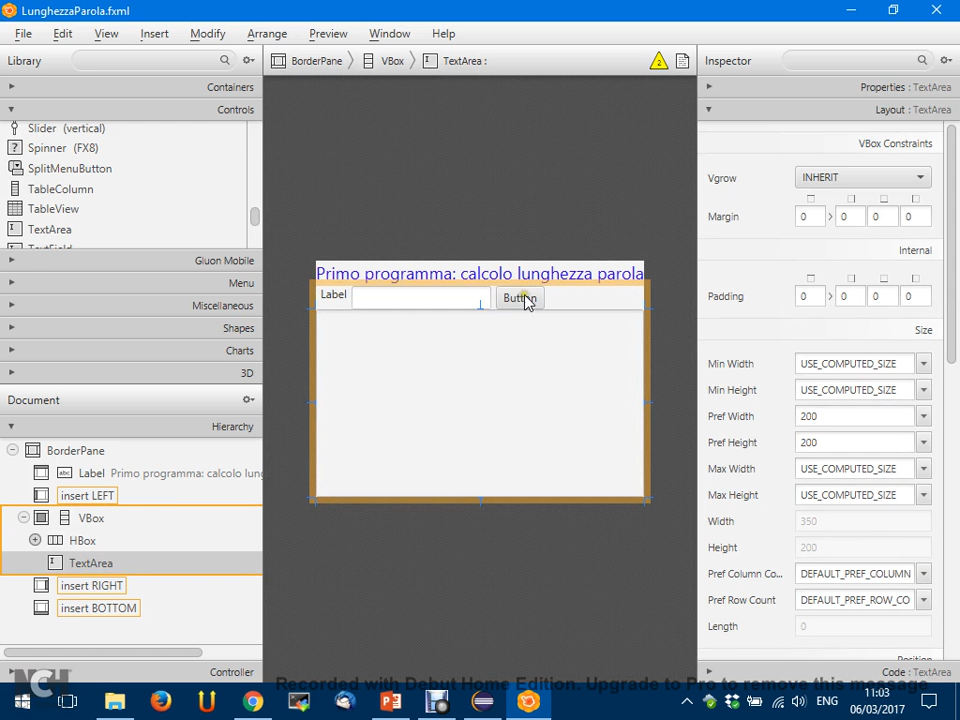 LunghezzaParola.fxml
File Edit View Insert Arrange Modify Preview Window Help
Library
BorderPane VBox TextArea :
2
Inspector
Containers
Controls
Slider (vertical)
? Spinner (FX8)
SplitMenuButton
TableColumn
TableView
TextArea
TextField
Gluon Mobile
Menu
Miscellaneous
Shapes
Charts
3D
Document
Hierarchy
BorderPane
abc Label Primo programma: calcolo lung
insert LEFT
VBox
HBox
TextArea
insert RIGHT
insert BOTTOM
Controller
Primo programma: calcolo lunghezza parola
Label Button
Properties : TextArea
Layout : TextArea
VBox Constraints
Vgrow INHERIT
Margin 0 0 0 0
Internal
Padding 0 0 0 0
Size
Min Width USE_COMPUTED_SIZE
Min Height USE_COMPUTED_SIZE
Pref Width 200
Pref Height 200
Max Width USE_COMPUTED_SIZE
Max Height USE_COMPUTED_SIZE
Width 350
Height 200
Pref Column Co... DEFAULT_PREF_COLUMN
Pref Row Count DEFAULT_PREF_ROW_CO
Length 0
Position
Code : TextArea
NCH
Recorded with Debut Home Edition. Upgrade to Pro to remove this message
ENG
11:03
06/03/2017